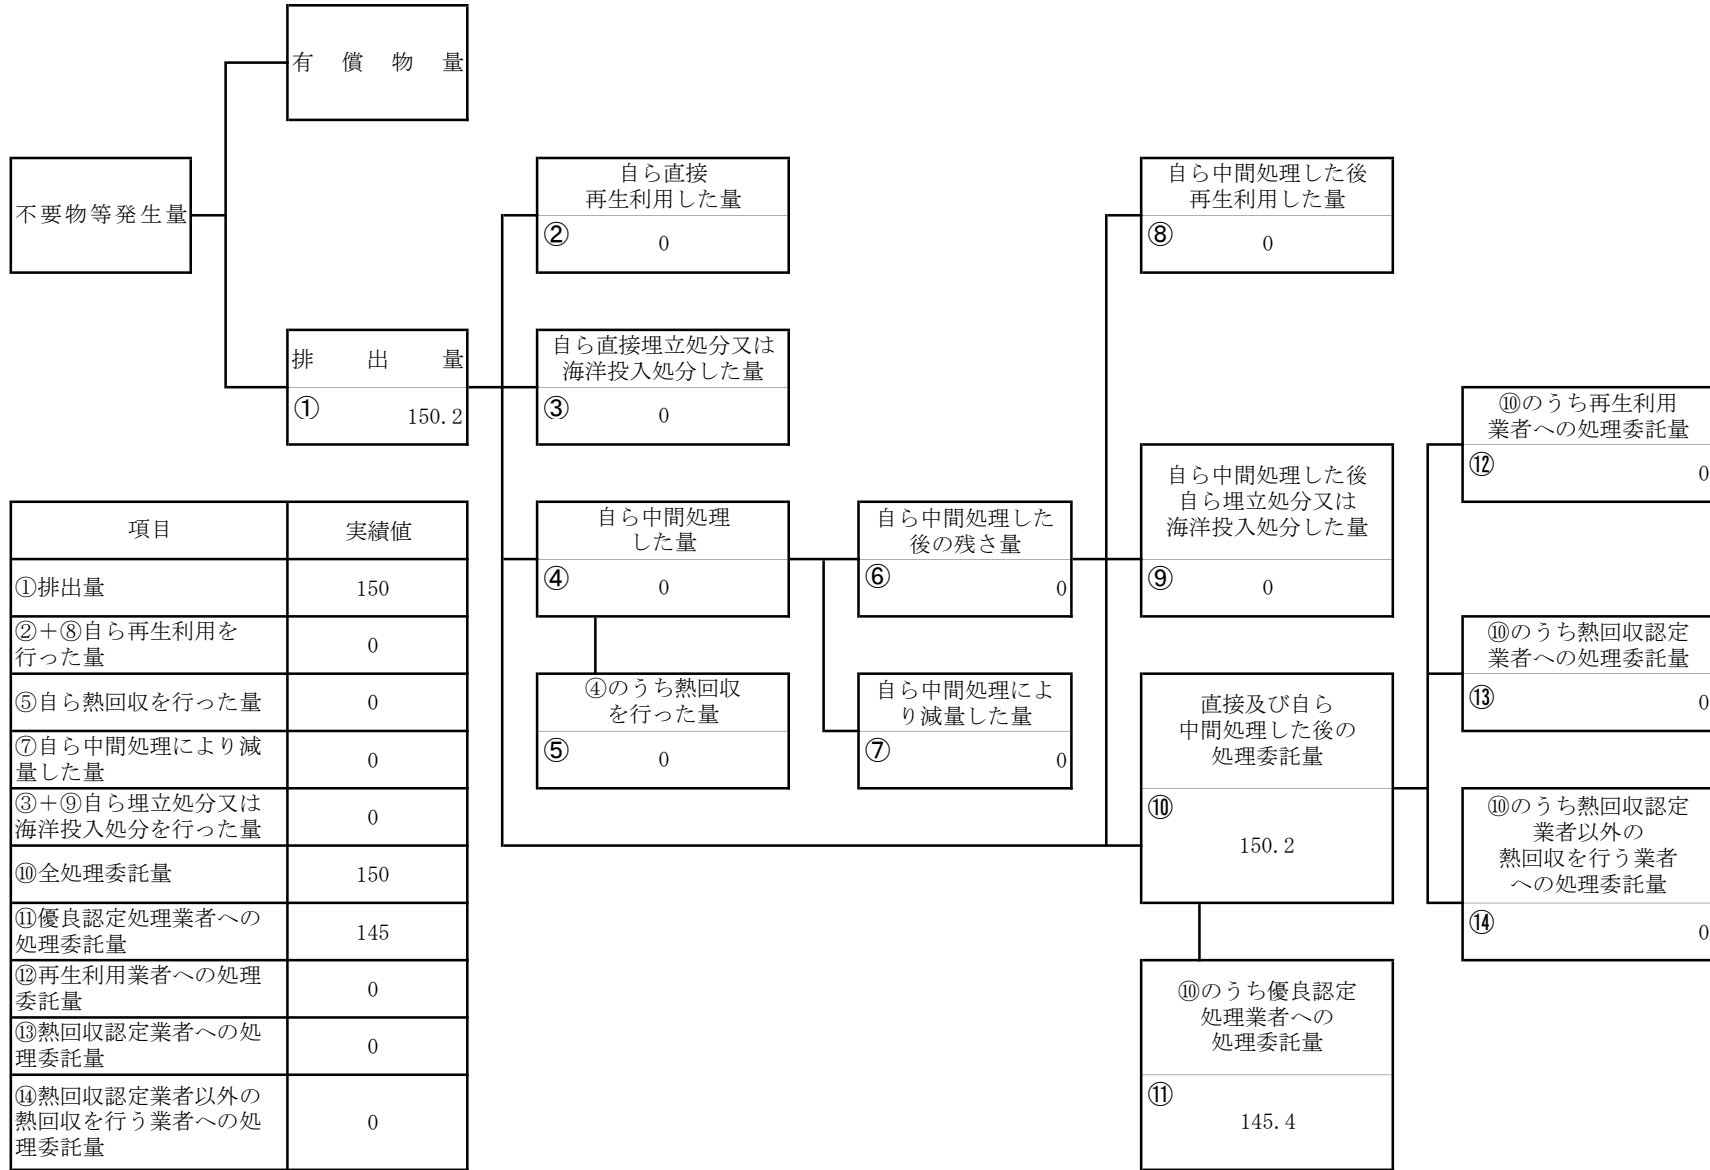 有償物量
不要物等発生量
排出量
① 150.2
自ら直接
再生利用した量
② 0
自ら直接埋立処分又は
海洋投入処分した量
③ 0
自ら中間処理
した量
④ 0
④のうち熱回収
を行った量
⑤ 0
自ら中間処理した
後の残さ量
⑥ 0
自ら中間処理によ
り減量した量
⑦ 0
自ら中間処理した後
再生利用した量
⑧ 0
自ら中間処理した後
自ら埋立処分又は
海洋投入処分した量
⑨ 0
直接及び自ら
中間処理した後の
処理委託量
⑩
150.2
⑩のうち優良認定
処理業者への
処理委託量
⑪
145.4
⑩のうち再生利用
業者への処理委託量
⑫ 0
⑩のうち熱回収認定
業者への処理委託量
⑬ 0
⑩のうち熱回収認定
業者以外の
熱回収を行う業者
への処理委託量
⑭ 0
項目 実績値
①排出量 150
②+⑧自ら再生利用を
行った量 0
⑤自ら熱回収を行った量 0
⑦自ら中間処理により減
量した量 0
③+⑨自ら埋立処分又は
海洋投入処分を行った量 0
⑩全処理委託量 150
⑪優良認定処理業者への
処理委託量 145
⑫再生利用業者への処理
委託量 0
⑬熱回収認定業者への処
理委託量 0
⑭熱回収認定業者以外の
熱回収を行う業者への処
理委託量 0